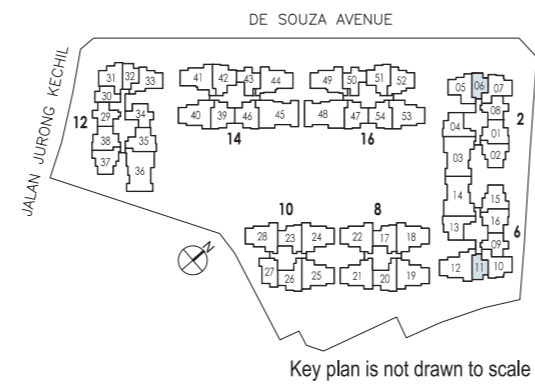 DE SOUZA AVENUE
JALAN JURONG KECHIL
31 32 33 41 42 43 44 49 50 51 52 05 06 07
30 08
29 34 40 39 46 45 48 47 54 53 04 01
12 14 16 2
38 35 03 02
37 36
14 15
10 8
13 16
6
28 23 24 22 17 18 09
27 26 25 21 20 19 12 11 10
N
Key plan is not drawn to scale